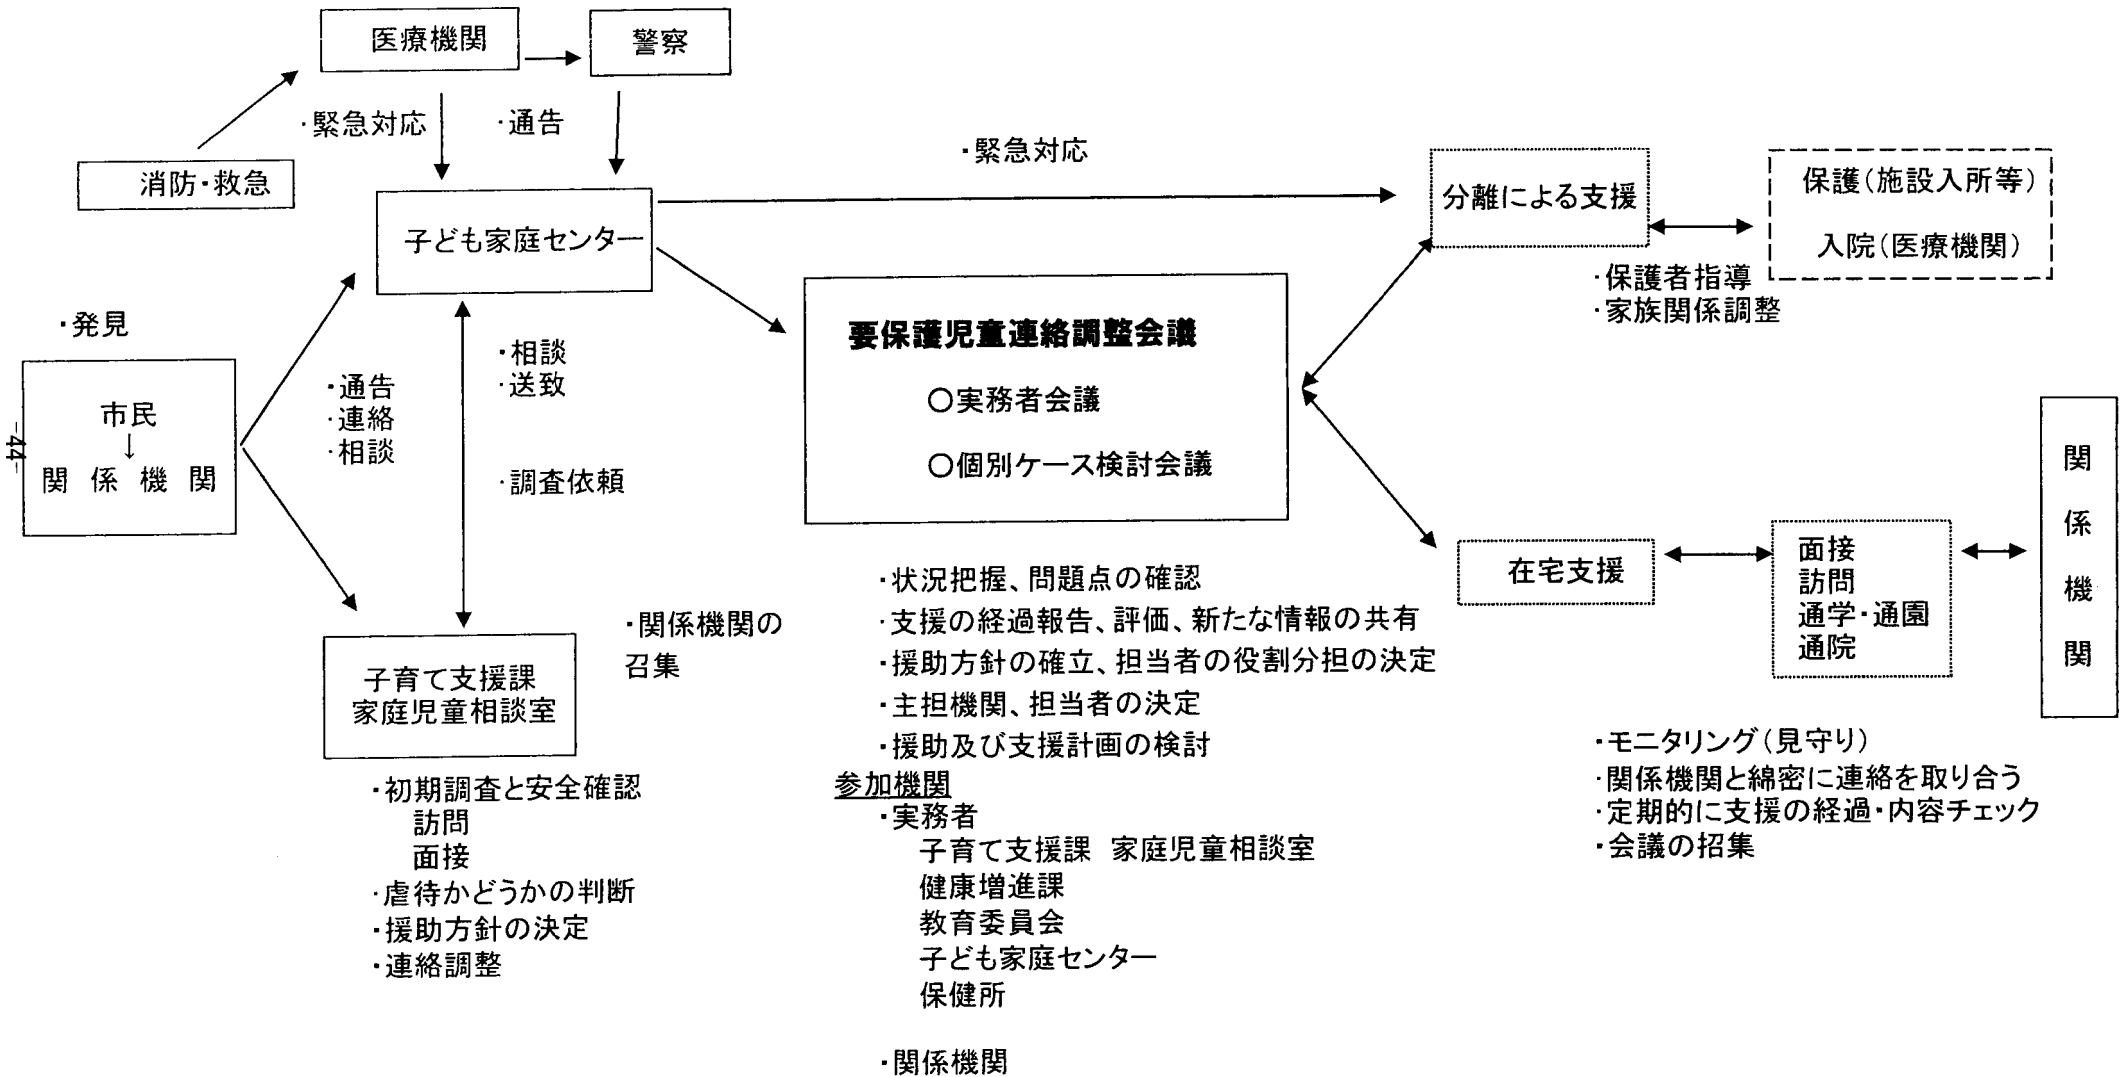 医療機関
警察
・緊急対応
・通告
消防・救急
・緊急対応
子ども家庭センター
分離による支援
保護(施設入所等)
入院(医療機関)
・保護者指導
・家族関係調整
・発見
市民
↓
関係機関
・通告
・連絡
・相談
・相談
・送致
・調査依頼
要保護児童連絡調整会議
○実務者会議
○個別ケース検討会議
-44-
子育て支援課
家庭児童相談室
・関係機関の
召集
・初期調査と安全確認
訪問
面接
・虐待かどうかの判断
・援助方針の決定
・連絡調整
・状況把握、問題点の確認
・支援の経過報告、評価、新たな情報の共有
・援助方針の確立、担当者の役割分担の決定
・主担機関、担当者の決定
・援助及び支援計画の検討
参加機関
・実務者
子育て支援課 家庭児童相談室
健康増進課
教育委員会
子ども家庭センター
保健所
・関係機関
在宅支援
面接
訪問
通学・通園
通院
関係機関
・モニタリング(見守り)
・関係機関と綿密に連絡を取り合う
・定期的に支援の経過・内容チェック
・会議の招集